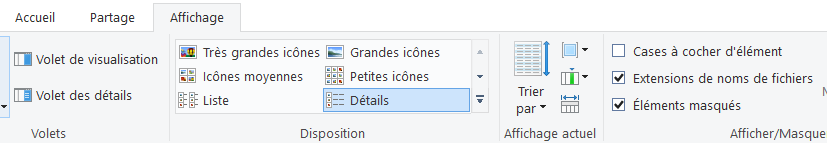 Accueil
Partage
Affichage
Volet de visualisation
Volet des détails
Volets
Très grandes icônes
Grandes icônes
Icônes moyennes
Petites icônes
Liste
Détails
Disposition
Trier
par
Affichage actuel
Cases à cocher d'élément
Extensions de noms de fichiers
Éléments masqués
Afficher/Masque